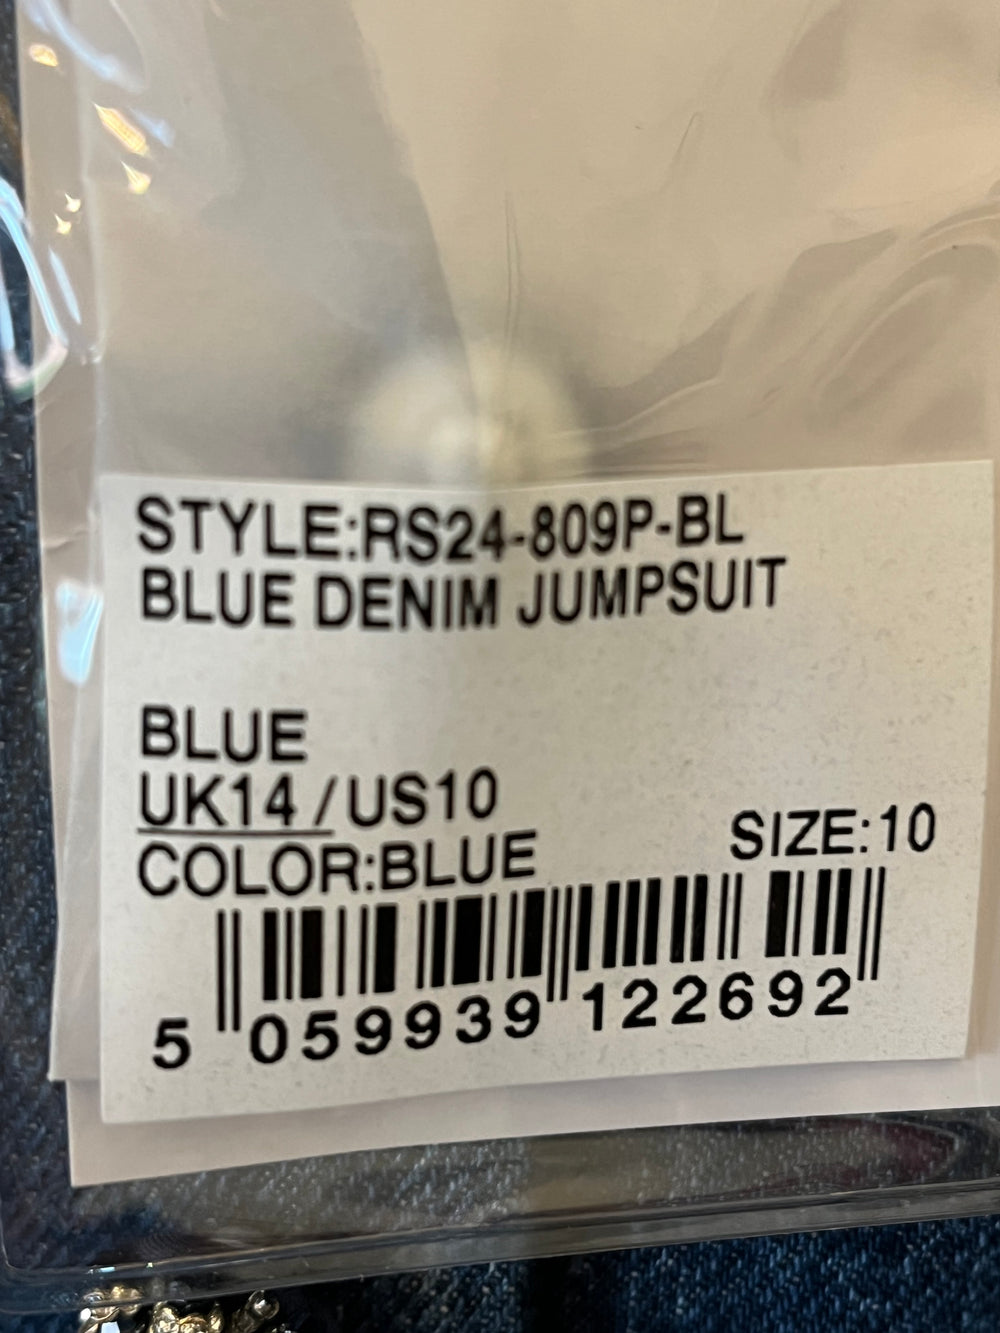 STYLE:RS24-809P-BL
BLUE DENIM JUMPSUIT
BLUE
UK14 /US10
COLOR:BLUE SIZE:10
5 059939 122692